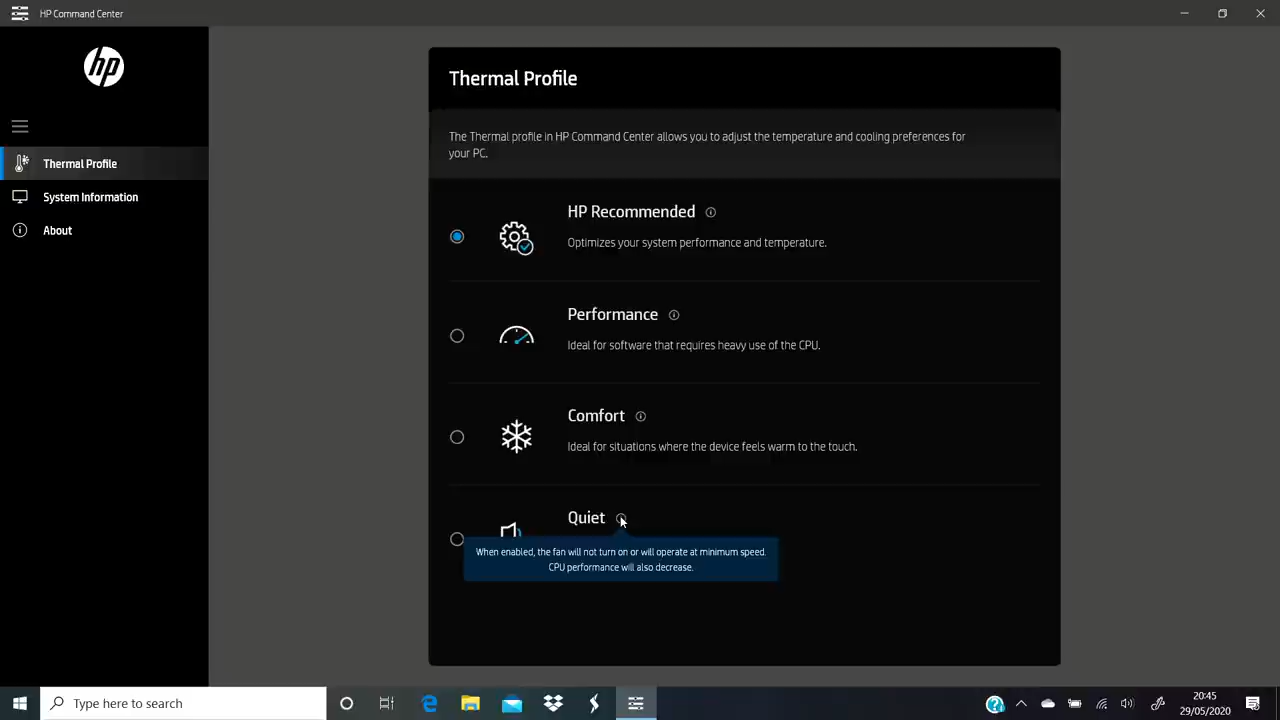 HP Command Center
hp
Thermal Profile
System Information
About
Thermal Profile
The Thermal profile in HP Command Center allows you to adjust the temperature and cooling preferences for
your PC.
HP Recommended
Optimizes your system performance and temperature.
Performance
Ideal for software that requires heavy use of the CPU.
Comfort
Ideal for situations where the device feels warm to the touch.
Quiet
When enabled, the fan will not turn on or will operate at minimum speed.
CPU performance will also decrease.
Type here to search
20:45
29/05/2020